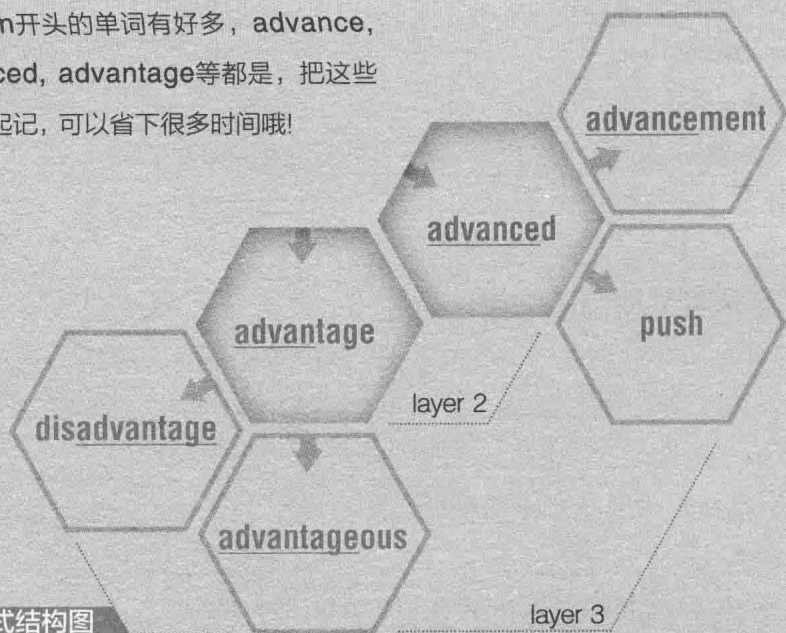 n开头的单词有好多，advance,
ced, advantage等都是，把这些
起记，可以省下很多时间哦!
advancement
advanced
push
advantage
layer 2
disadvantage
advantageous
layer 3
式结构图